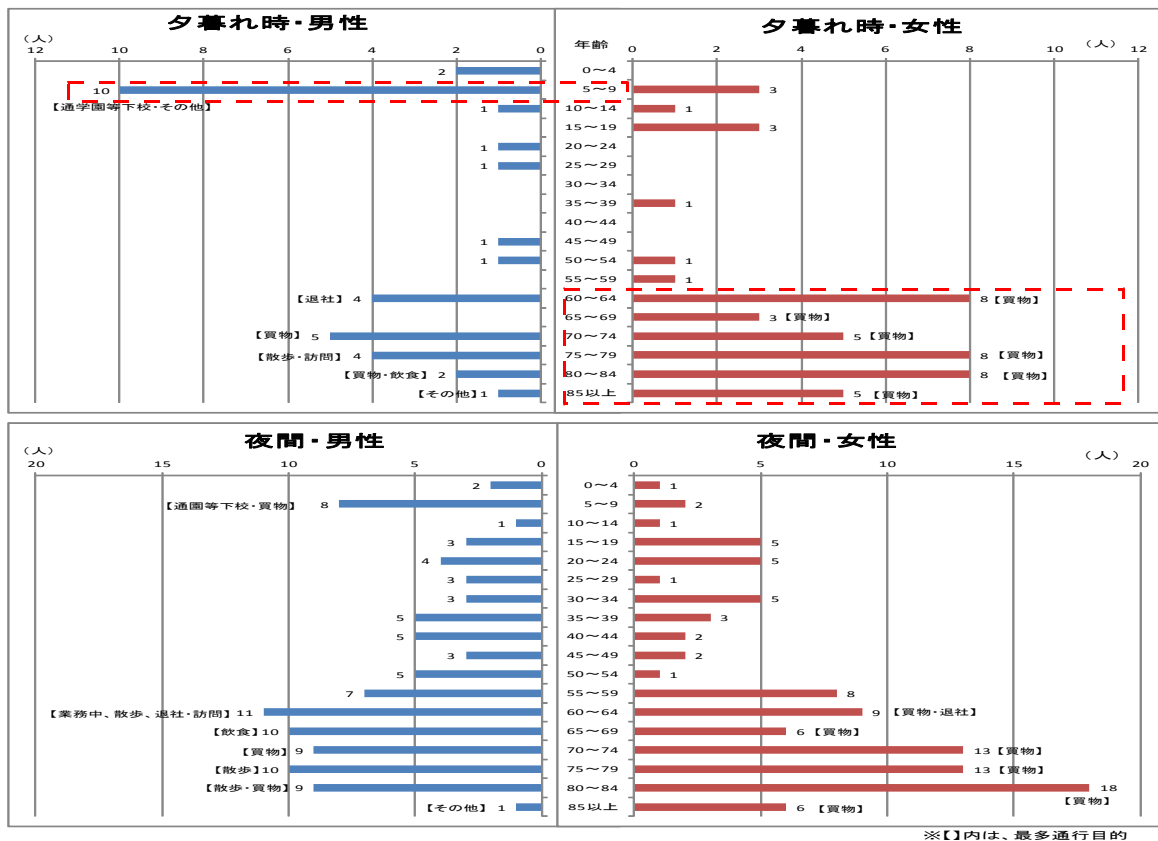 夕暮れ時・男性
（人）
12 10 8 6 4 2 0
2
10
【通学園等下校・その他】 1
1
1
1
1
【退社】 4
【買物】 5
【散歩・訪問】 4
【買物・飲食】 2
【その他】 1
夕暮れ時・女性
年齢 0 2 4 6 8 10 （人） 12
0～4
5～9 3
10～14 1
15～19 3
20～24
25～29
30～34
35～39 1
40～44
45～49
50～54 1
55～59 1
60～64 8 【買物】
65～69 3 【買物】
70～74 5 【買物】
75～79 8 【買物】
80～84 8 【買物】
85以上 5 【買物】
夜間・男性
（人）
20 15 10 5 0
2
【通園等下校・買物】 8
1
3
4
3
3
5
5
3
5
7
【業務中、散歩、退社・訪問】 11
【飲食】 10
【買物】 9
【散歩】 10
【散歩・買物】 9
【その他】 1
夜間・女性
（人）
0 5 10 15 20
0～4 1
5～9 2
10～14 1
15～19 5
20～24 5
25～29 1
30～34 5
35～39 3
40～44 2
45～49 2
50～54 1
55～59 8
60～64 9 【買物・退社】
65～69 6 【買物】
70～74 13 【買物】
75～79 13 【買物】
80～84 18
【買物】
85以上 6 【買物】
※【】内は、最多通行目的